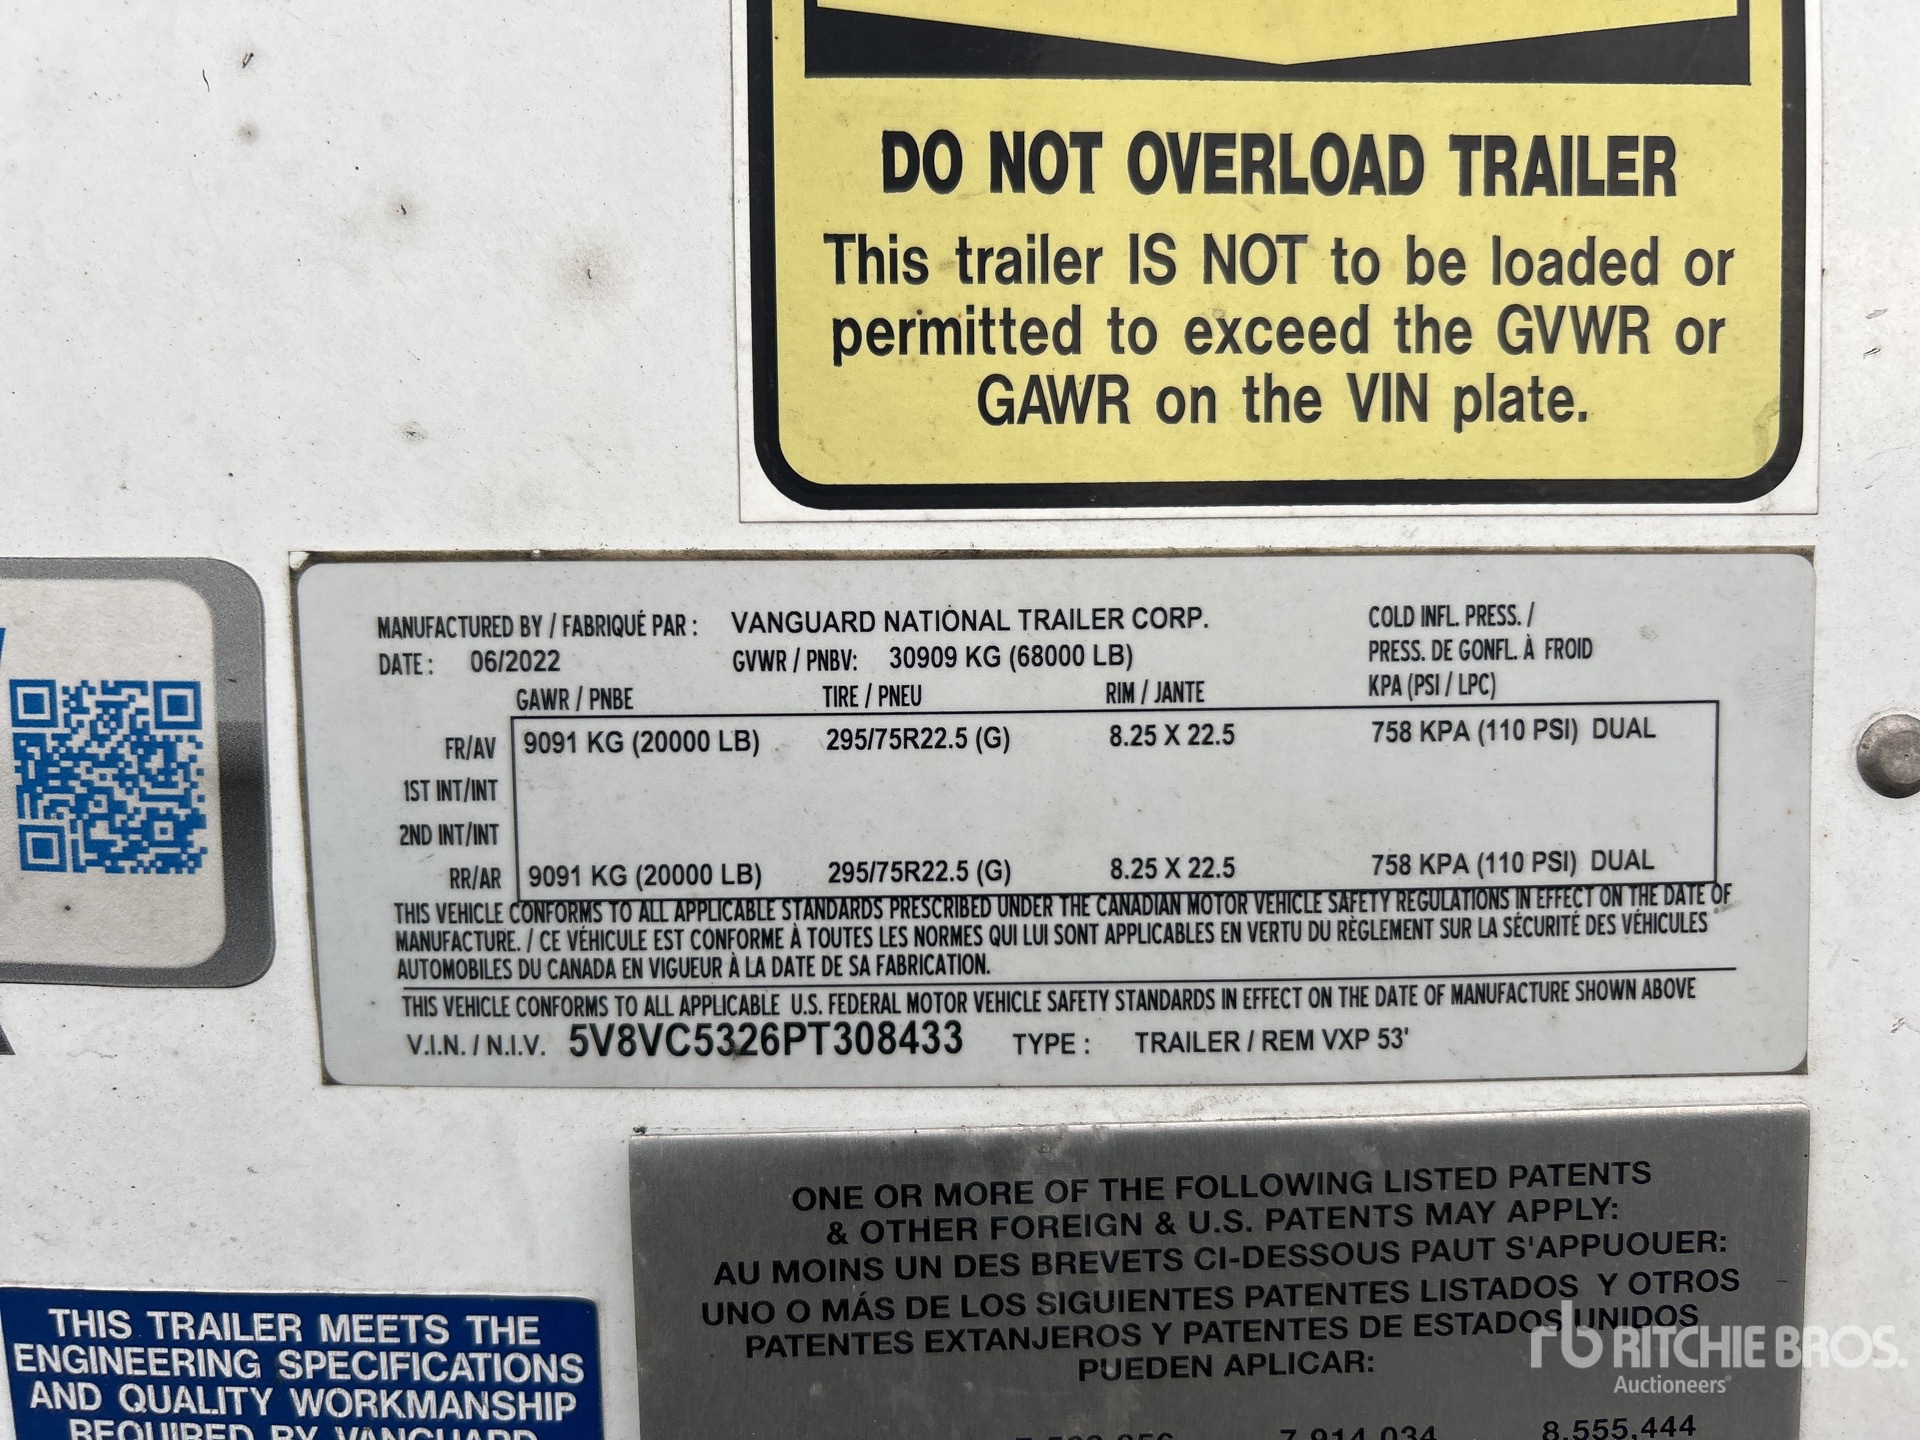 DO NOT OVERLOAD TRAILER
This trailer IS NOT to be loaded or
permitted to exceed the GVWR or
GAWR on the VIN plate.
MANUFACTURED BY / FABRIQUÉ PAR : VANGUARD NATIONAL TRAILER CORP. COLD INFL. PRESS. /
DATE : 06/2022 GVWR / PNBV: 30909 KG (68000 LB) PRESS. DE GONFL. À FROID
GAWR / PNBE TIRE / PNEU RIM / JANTE KPA (PSI / LPC)
FR/AV 9091 KG (20000 LB) 295/75R22.5 (G) 8.25 X 22.5 758 KPA (110 PSI) DUAL
1ST INT/INT
2ND INT/INT
RR/AR 9091 KG (20000 LB) 295/75R22.5 (G) 8.25 X 22.5 758 KPA (110 PSI) DUAL
THIS VEHICLE CONFORMS TO ALL APPLICABLE STANDARDS PRESCRIBED UNDER THE CANADIAN MOTOR VEHICLE SAFETY REGULATIONS IN EFFECT ON THE DATE OF
MANUFACTURE. / CE VÉHICULE EST CONFORME À TOUTES LES NORMES QUI LUI SONT APPLICABLES EN VERTU DU RÈGLEMENT SUR LA SÉCURITÉ DES VÉHICULES
AUTOMOBILES DU CANADA EN VIGUEUR À LA DATE DE SA FABRICATION.
THIS VEHICLE CONFORMS TO ALL APPLICABLE U.S. FEDERAL MOTOR VEHICLE SAFETY STANDARDS IN EFFECT ON THE DATE OF MANUFACTURE SHOWN ABOVE
V.I.N. / N.I.V. 5V8VC5326PT308433 TYPE : TRAILER / REM VXP 53'
ONE OR MORE OF THE FOLLOWING LISTED PATENTS
& OTHER FOREIGN & U.S. PATENTS MAY APPLY:
AU MOINS UN DES BREVETS CI-DESSOUS PAUT S'APPUOUER:
UNO O MÁS DE LOS SIGUIENTES PATENTES LISTADOS Y OTROS
PATENTES EXTANJEROS Y PATENTES DE ESTADOS UNIDOS
PUEDEN APLICAR:
7,914,034 8,555,444
THIS TRAILER MEETS THE
ENGINEERING SPECIFICATIONS
AND QUALITY WORKMANSHIP
REQUIRED BY VANGUARD
rb RITCHIE BROS.
Auctioneers